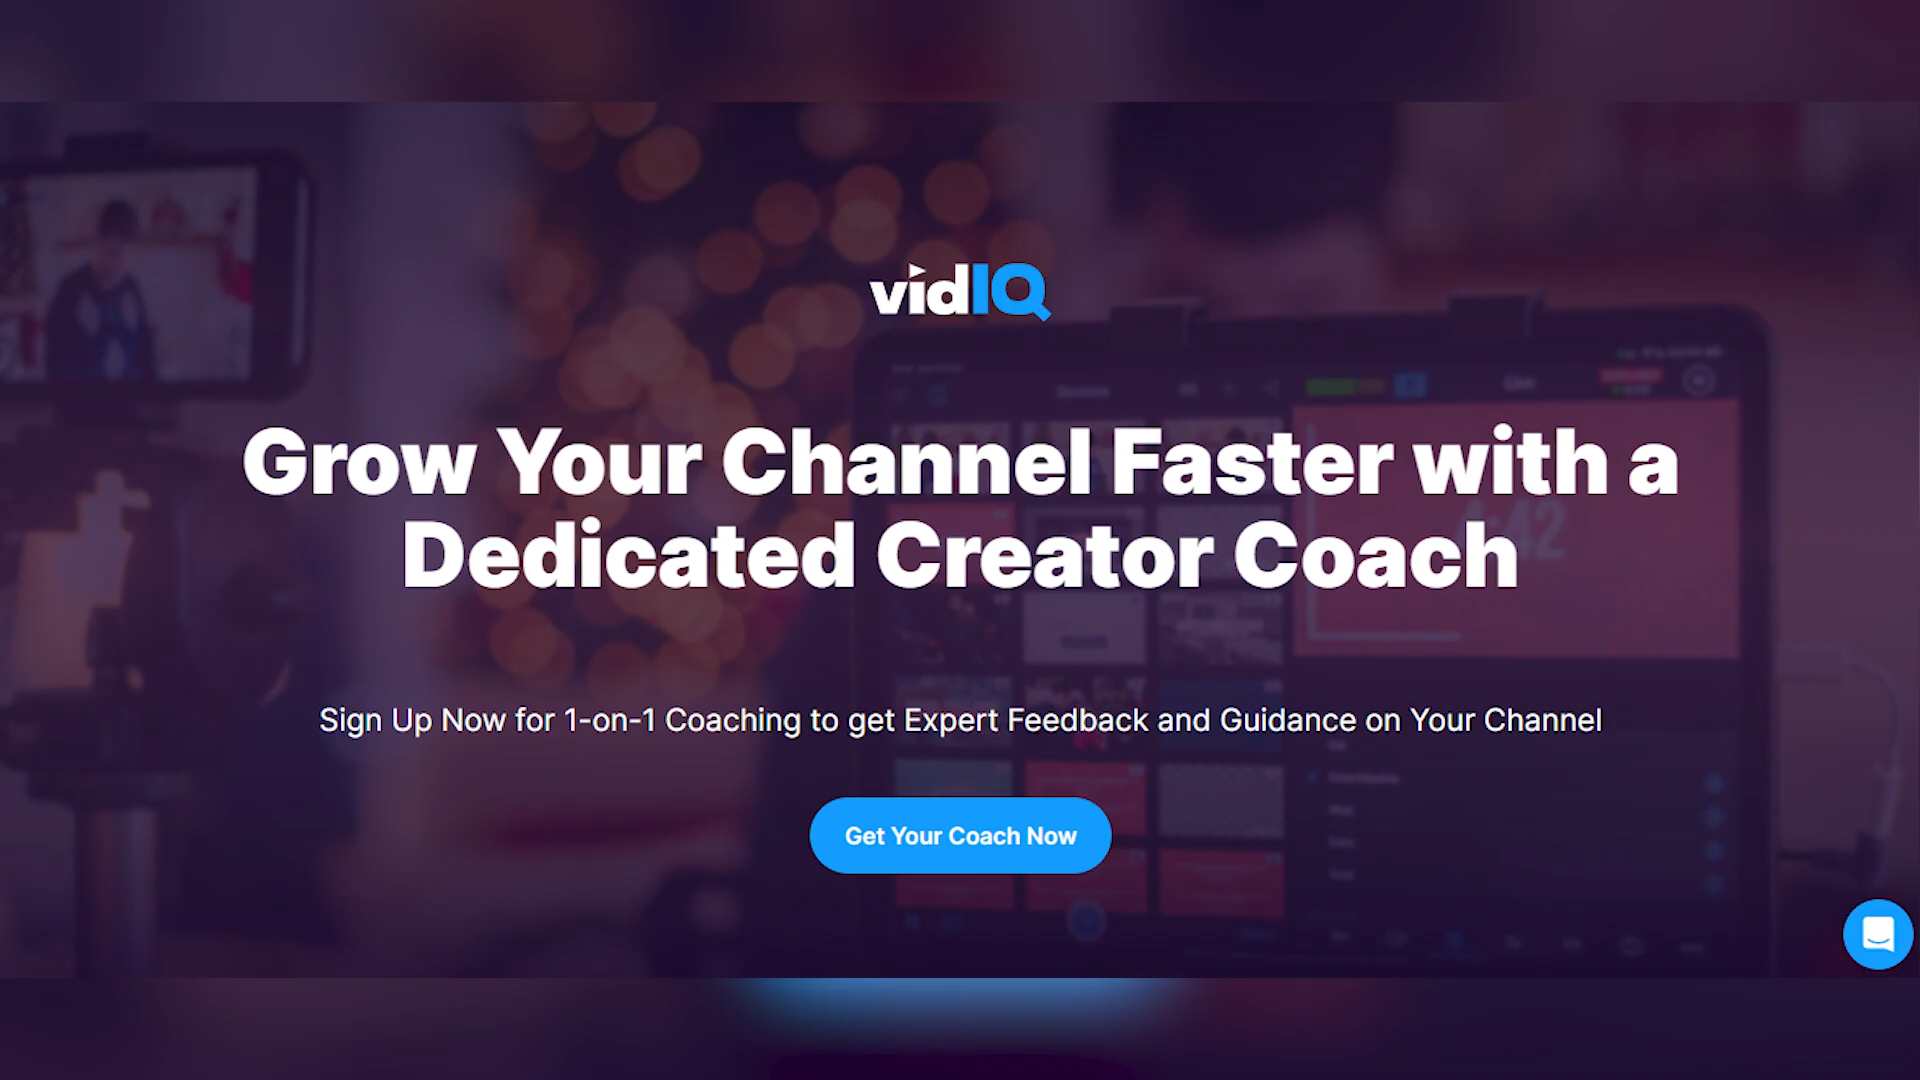 vidIQ
Grow Your Channel Faster with a
Dedicated Creator Coach
Sign Up Now for 1-on-1 Coaching to get Expert Feedback and Guidance on Your Channel
Get Your Coach Now